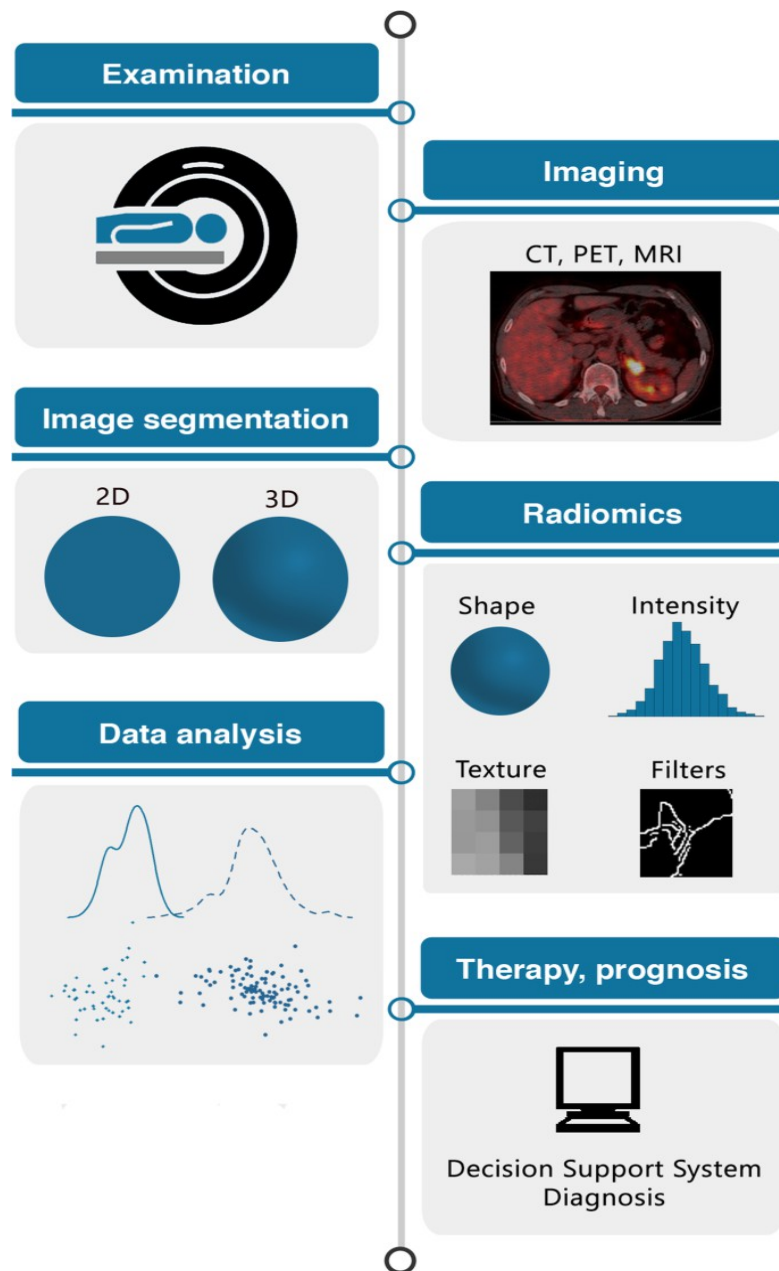 Examination
Imaging
CT, PET, MRI
Image segmentation
2D 3D
Radiomics
Shape Intensity
Texture Filters
Data analysis
Therapy, prognosis
Decision Support System
Diagnosis